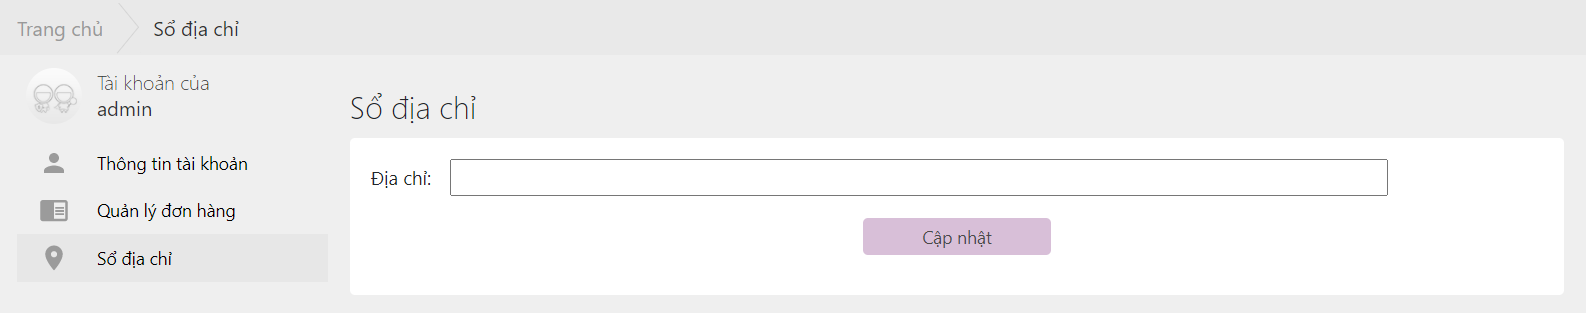 Trang chủ
Sổ địa chỉ
Tài khoản của
admin
Thông tin tài khoản
Quản lý đơn hàng
Sổ địa chỉ
Sổ địa chỉ
Địa chỉ:
Cập nhật